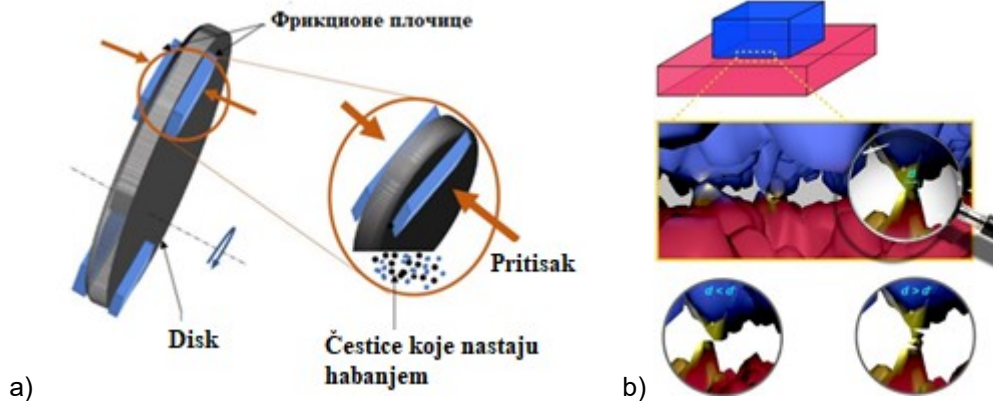 Фрикционе плочице
Pritisak
Disk
Čestice koje nastaju
habanjem
a)
d
d < d*
d > d*
b)